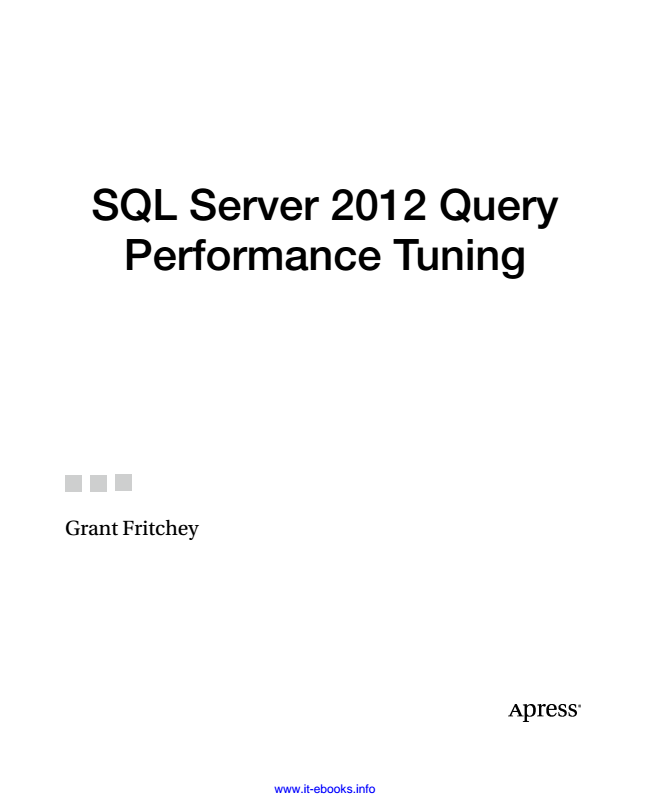 SQL Server 2012 Query
Performance Tuning
Grant Fritchey
Apress®
www.it-ebooks.info